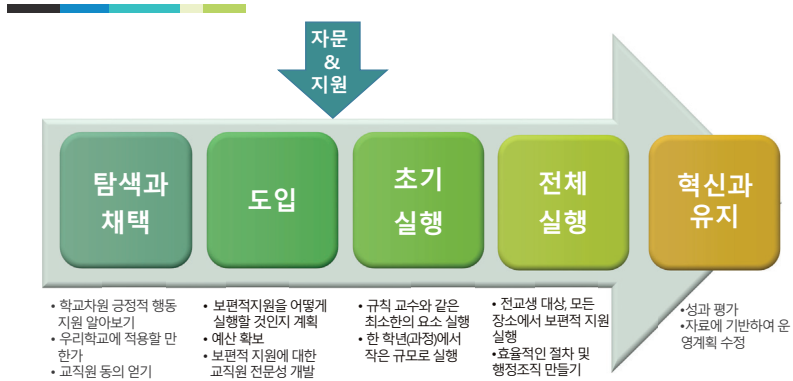 자문
&
지원
탐색과
채택
도입
초기
실행
전체
실행
혁신과
유지
• 학교차원 긍정적 행동
지원 알아보기
• 우리학교에 적용할 만
한가
• 교직원 동의 얻기
• 보편적지원을 어떻게
실행할 것인지 계획
• 예산 확보
• 보편적 지원에 대한
교직원 전문성 개발
• 규칙 교수와 같은
최소한의 요소 실행
• 한 학년(과정)에서
작은 규모로 실행
• 전교생 대상, 모든
장소에서 보편적 지원
실행
•효율적인 절차 및
행정조직 만들기
•성과 평가
•자료에 기반하여 운
영계획 수정